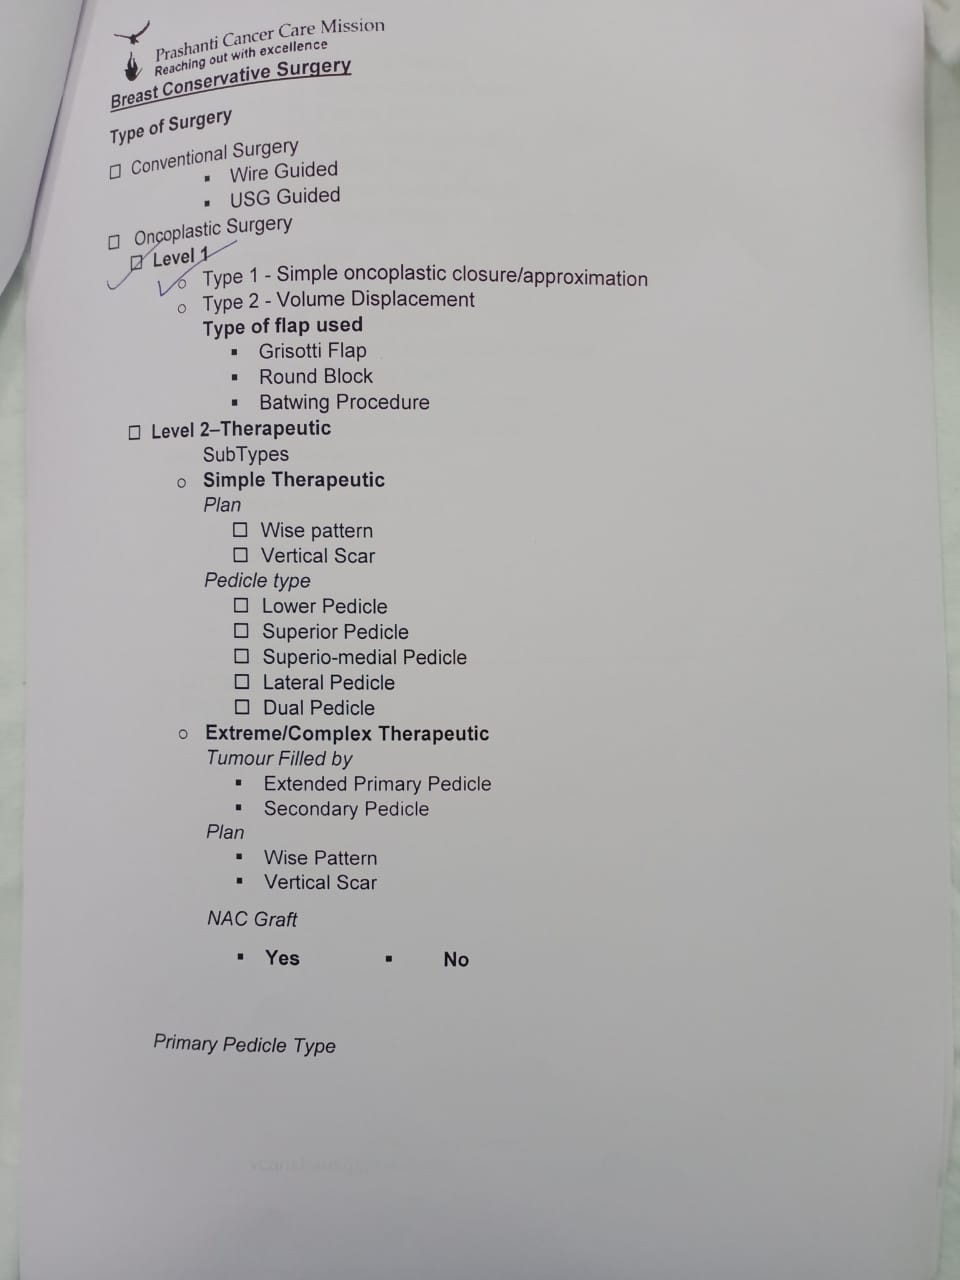 Prashanti Cancer Care Mission
Reaching out with excellence
Breast Conservative Surgery
Type of Surgery
☐ Conventional Surgery
▪ Wire Guided
▪ USG Guided
☐ Oncoplastic Surgery
☑ Level 1
○ Type 1 - Simple oncoplastic closure/approximation
○ Type 2 - Volume Displacement
Type of flap used
▪ Grisotti Flap
▪ Round Block
▪ Batwing Procedure
☐ Level 2–Therapeutic
SubTypes
○ Simple Therapeutic
Plan
☐ Wise pattern
☐ Vertical Scar
Pedicle type
☐ Lower Pedicle
☐ Superior Pedicle
☐ Superio-medial Pedicle
☐ Lateral Pedicle
☐ Dual Pedicle
○ Extreme/Complex Therapeutic
Tumour Filled by
▪ Extended Primary Pedicle
▪ Secondary Pedicle
Plan
▪ Wise Pattern
▪ Vertical Scar
NAC Graft
▪ Yes ▪ No
Primary Pedicle Type